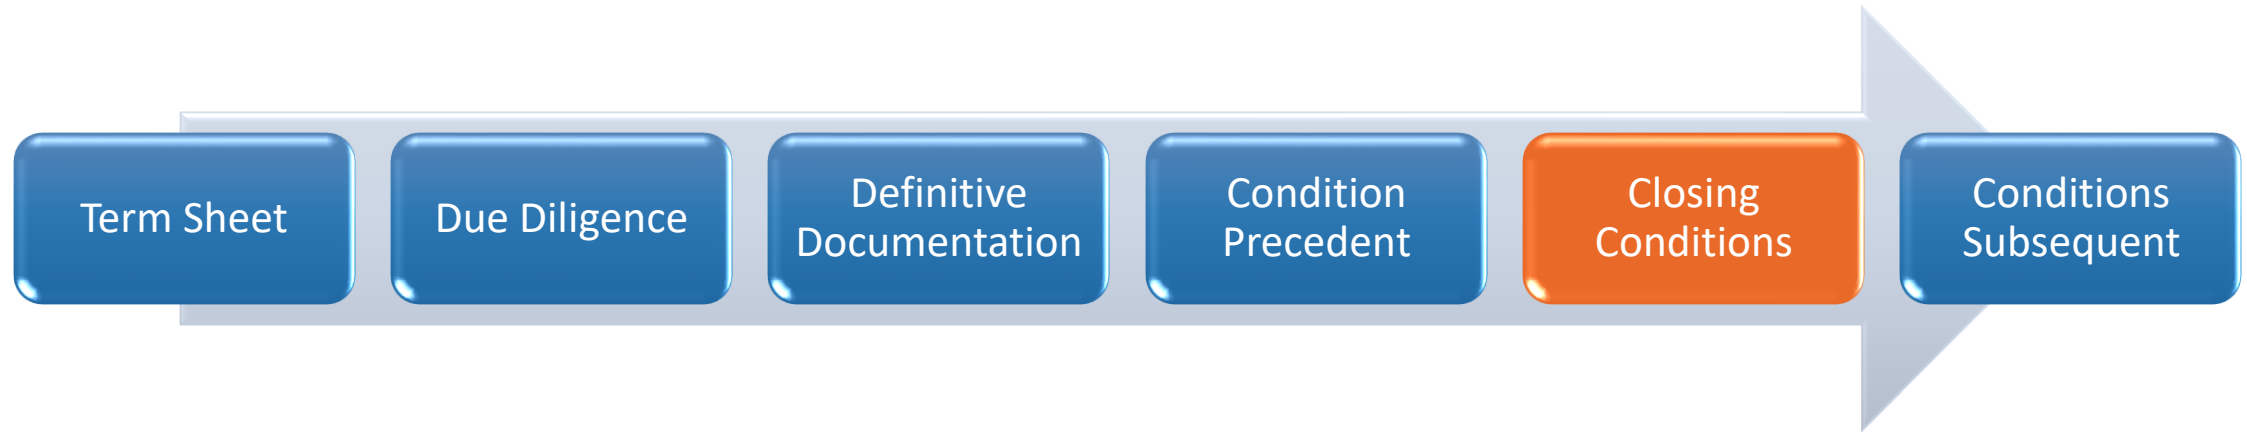 Term Sheet
Due Diligence
Definitive
Documentation
Condition
Precedent
Closing
Conditions
Conditions
Subsequent